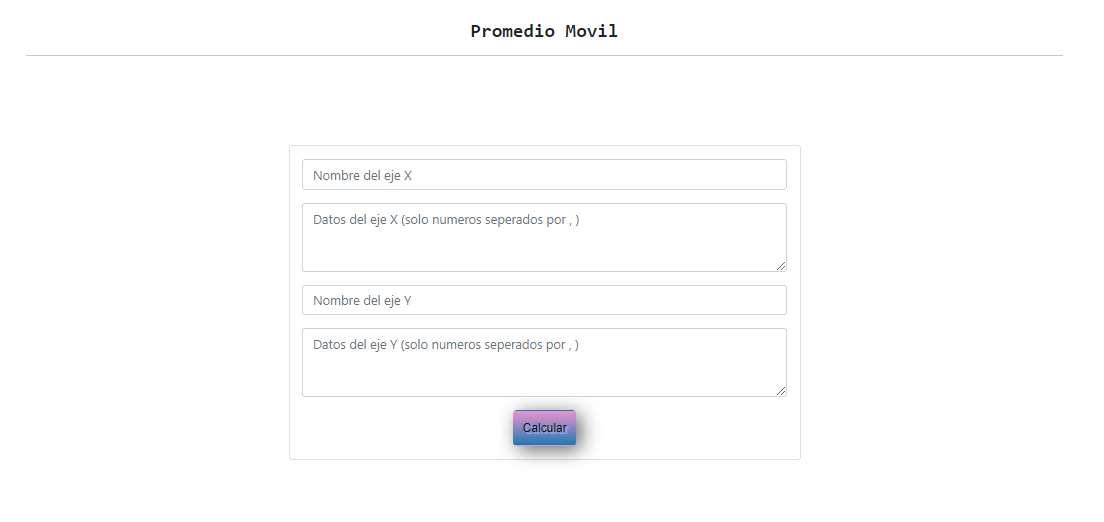 Promedio Movil
Nombre del eje X
Datos del eje X (solo numeros seperados por , )
Nombre del eje Y
Datos del eje Y (solo numeros seperados por , )
Calcular